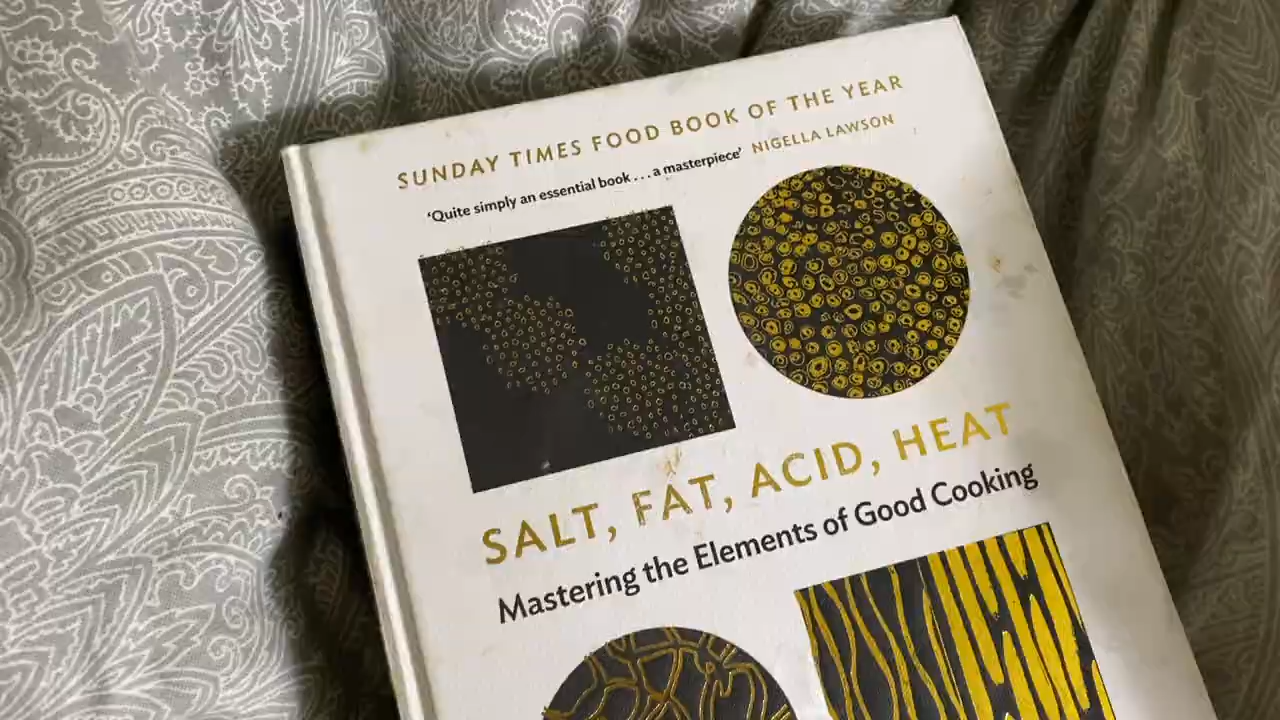 SUNDAY TIMES FOOD BOOK OF THE YEAR
‘Quite simply an essential book . . . a masterpiece’ NIGELLA LAWSON
SALT, FAT, ACID, HEAT
Mastering the Elements of Good Cooking